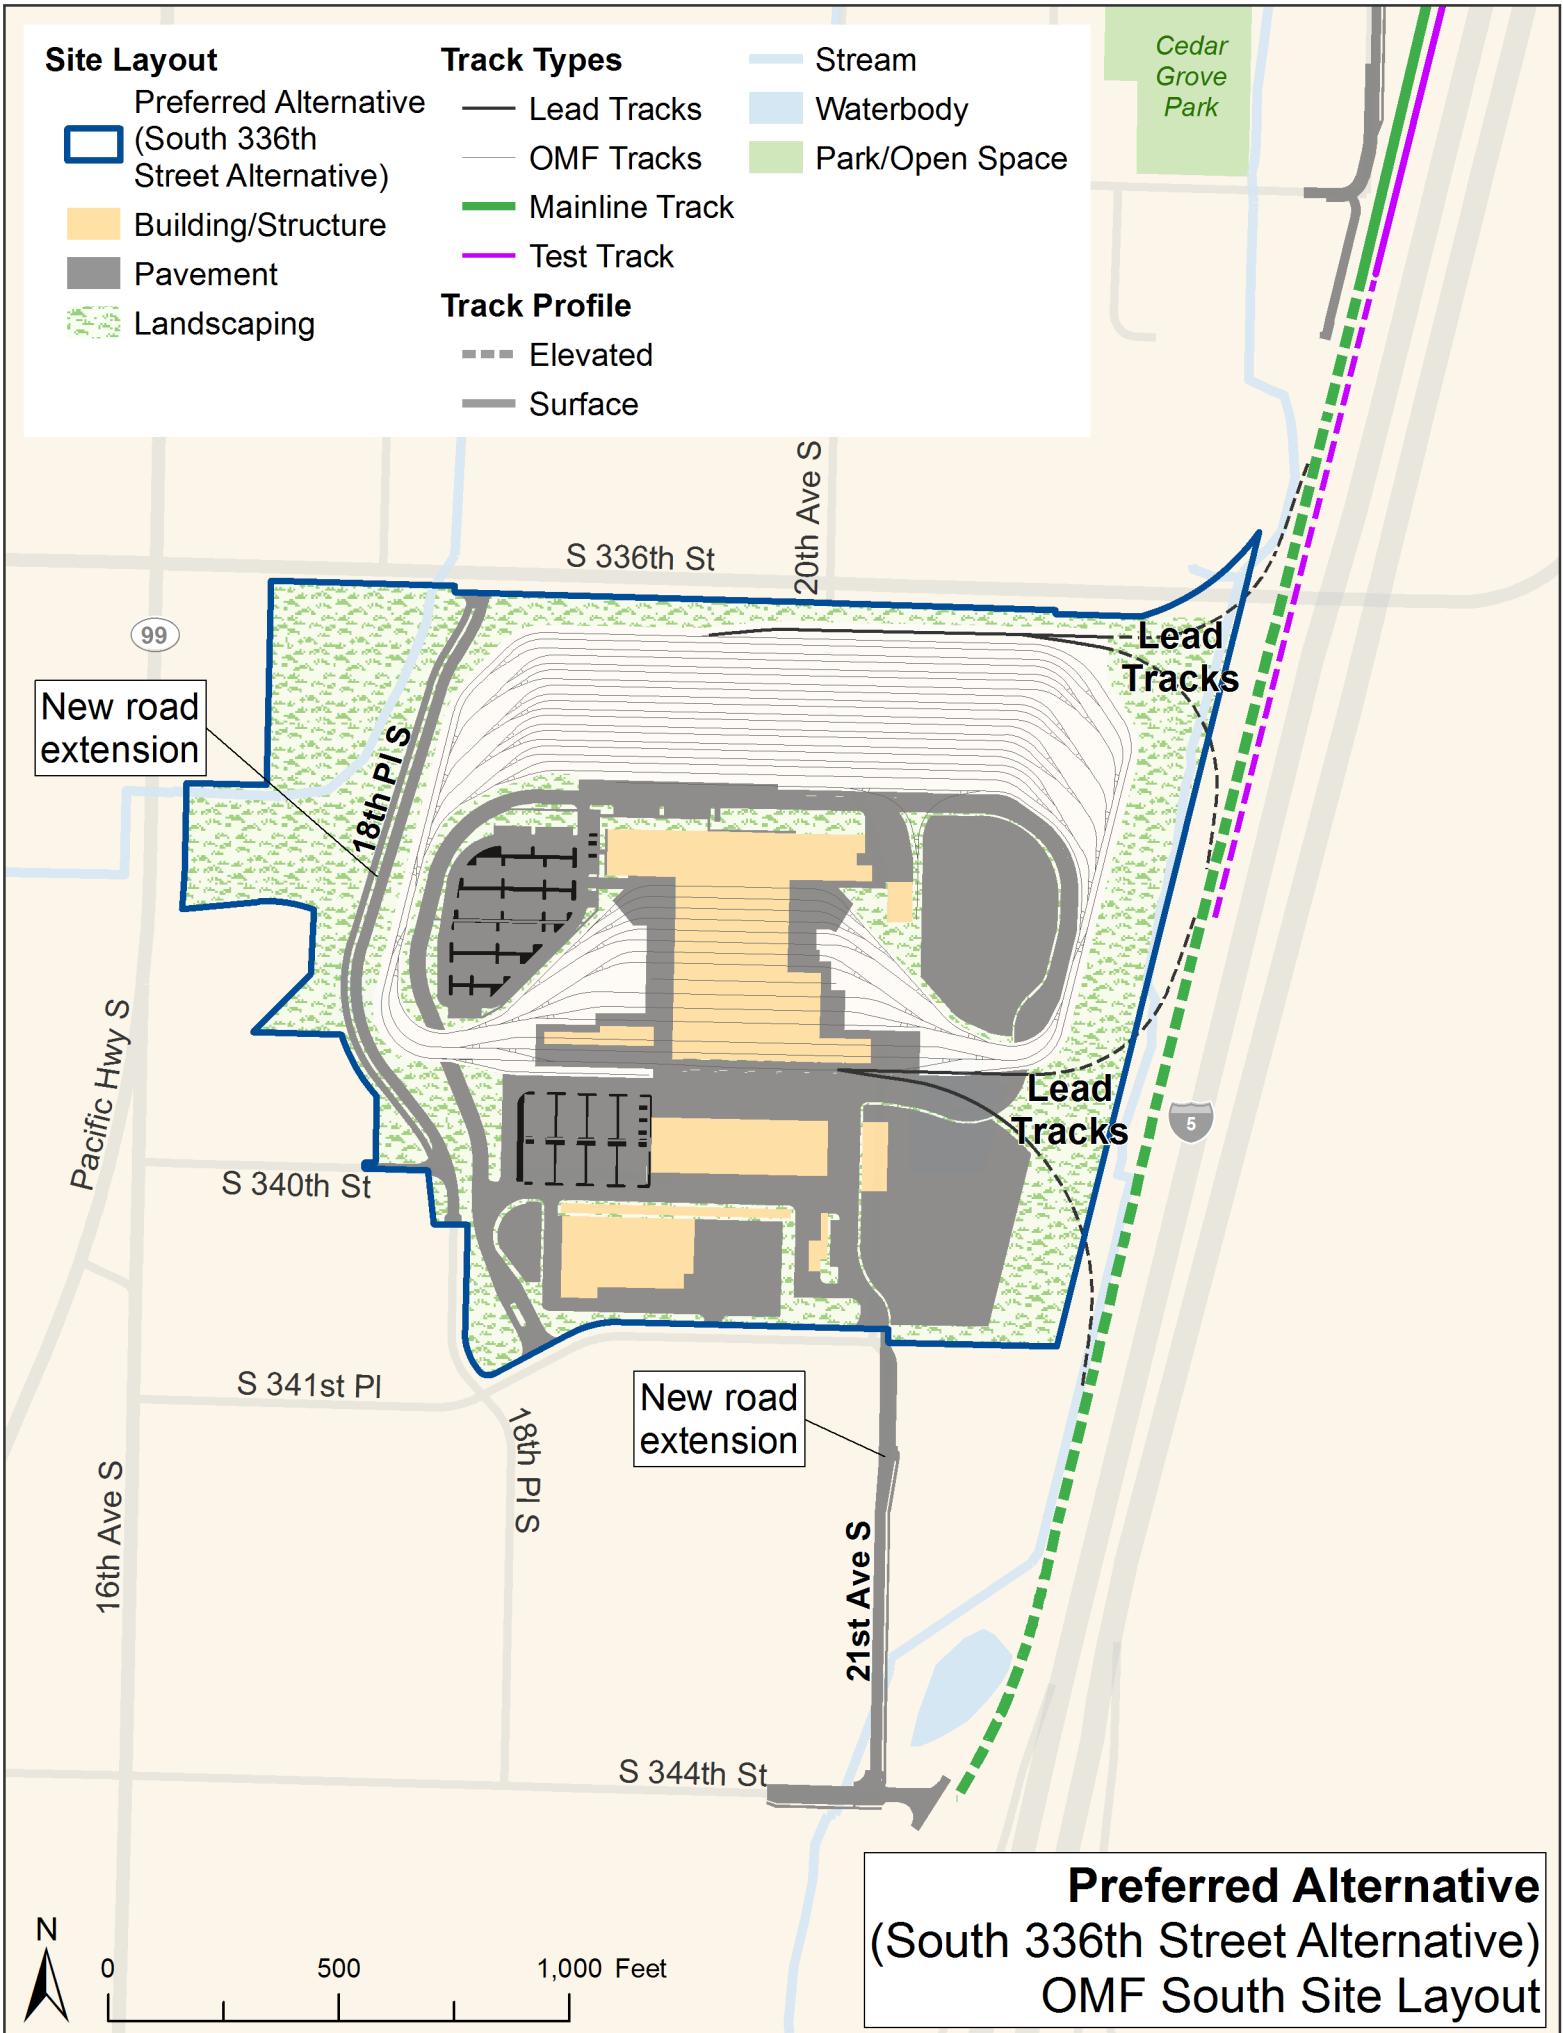 Site Layout
Preferred Alternative
(South 336th
Street Alternative)
Building/Structure
Pavement
Landscaping
Track Types
Lead Tracks
OMF Tracks
Mainline Track
Test Track
Track Profile
Elevated
Surface
Stream
Waterbody
Park/Open Space
Cedar
Grove
Park
20th Ave S
S 336th St
99
Lead
Tracks
New road
extension
18th Pl S
Pacific Hwy S
Lead
Tracks
5
S 340th St
S 341st Pl
New road
extension
18th Pl S
16th Ave S
21st Ave S
S 344th St
N
0 500 1,000 Feet
Preferred Alternative
(South 336th Street Alternative)
OMF South Site Layout